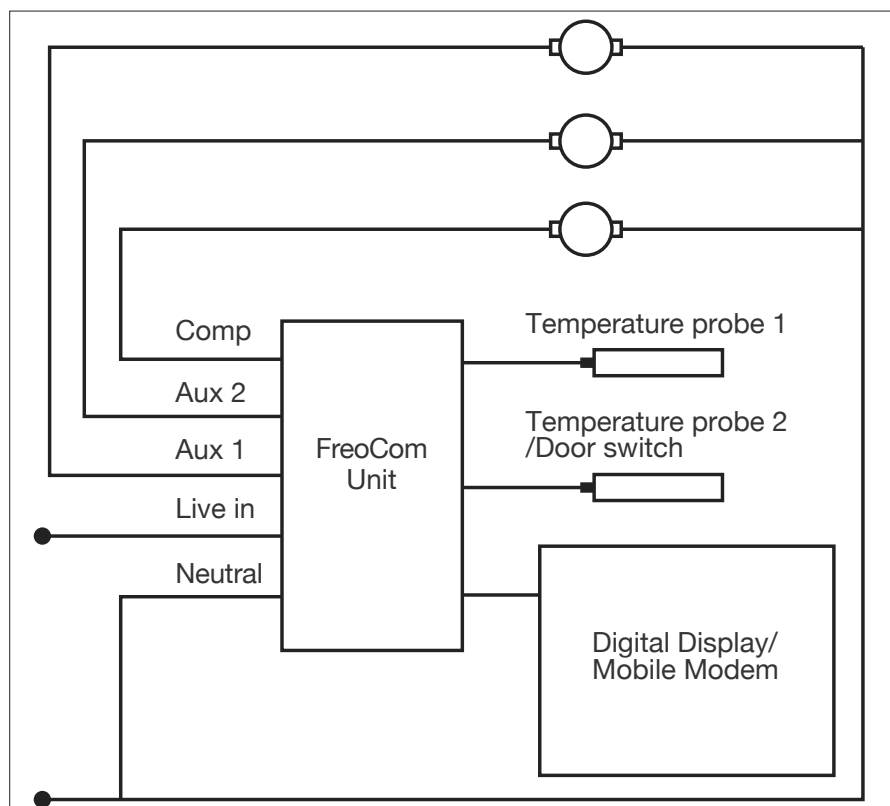 Comp
Aux 2
Aux 1
Live in
Neutral
FreoCom
Unit
Temperature probe 1
Temperature probe 2
/Door switch
Digital Display/
Mobile Modem